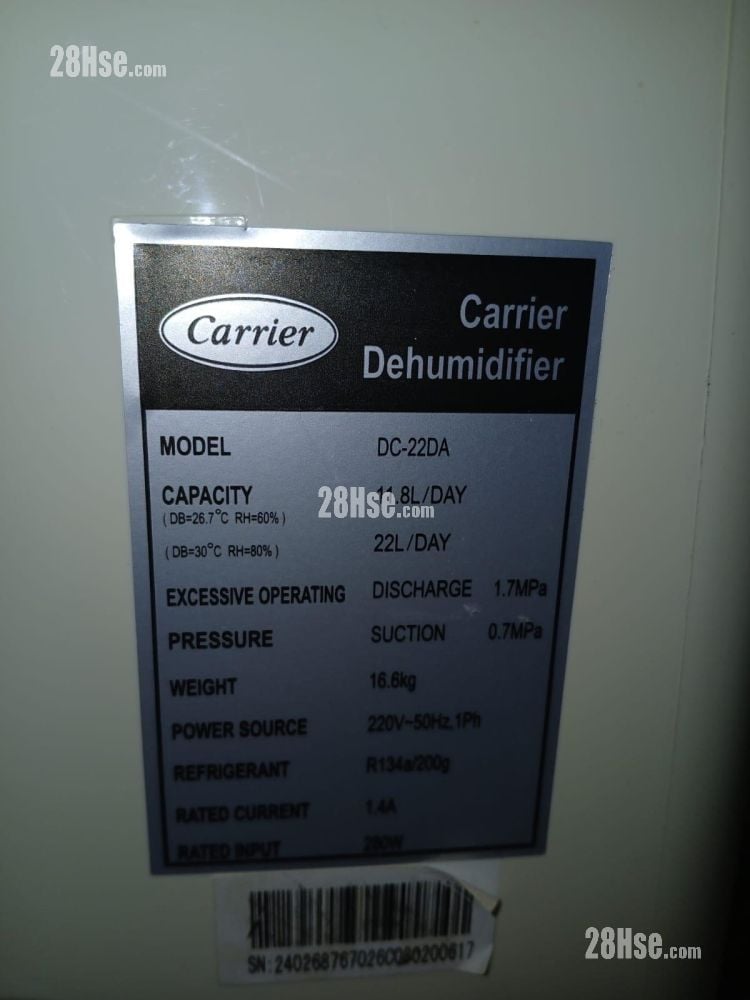 28Hse.com
Carrier
Carrier
Dehumidifier
MODEL DC-22DA
CAPACITY 11.8L/DAY
28Hse.com
(DB=26.7°C RH=60%)
(DB=30°C RH=80%) 22L/DAY
EXCESSIVE OPERATING DISCHARGE 1.7MPa
PRESSURE SUCTION 0.7MPa
WEIGHT 16.6kg
POWER SOURCE 220V~50Hz,1Ph
REFRIGERANT R134a/200g
RATED CURRENT 1.4A
RATED INPUT 280W
28Hse.com